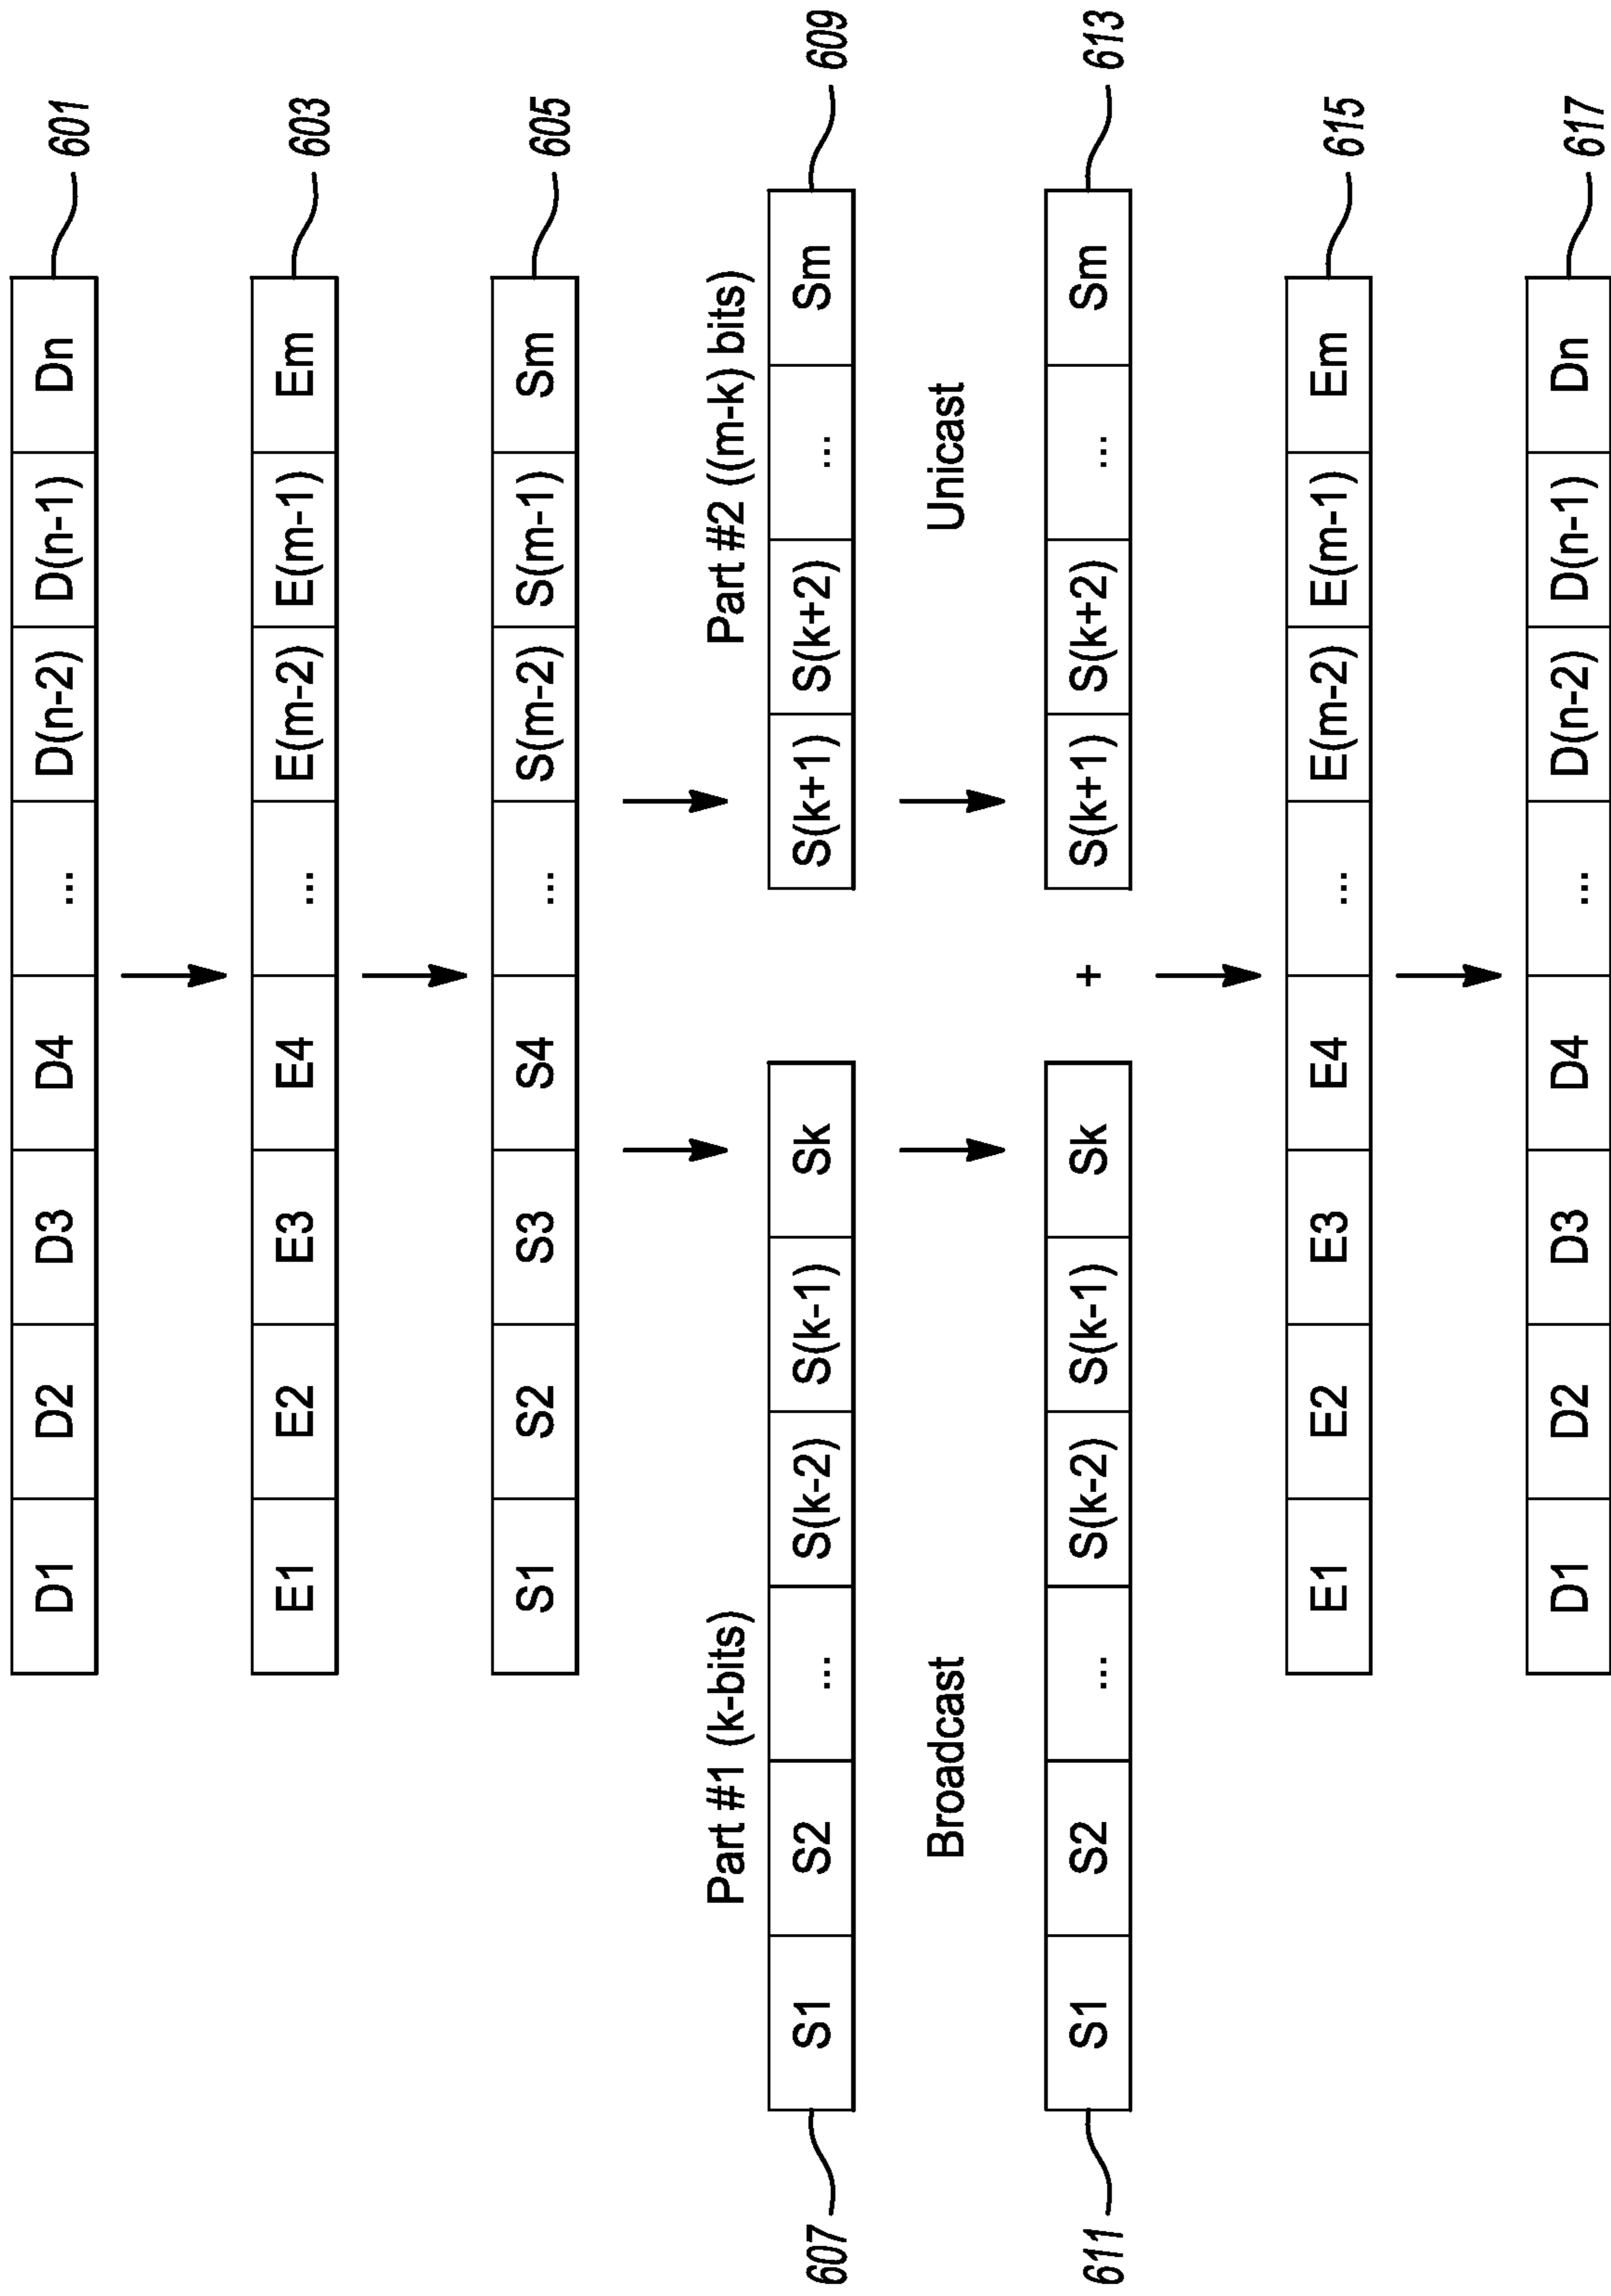 D1 D2 D3 D4 ... D(n-2) D(n-1) Dn 601
E1 E2 E3 E4 ... E(m-2) E(m-1) Em 603
S1 S2 S3 S4 ... S(m-2) S(m-1) Sm 605
Part #1 (k-bits) Part #2 ((m-k) bits)
607 S1 S2 ... S(k-2) S(k-1) Sk S(k+1) S(k+2) ... Sm 609
Broadcast Unicast
611 S1 S2 ... S(k-2) S(k-1) Sk + S(k+1) S(k+2) ... Sm 613
E1 E2 E3 E4 ... E(m-2) E(m-1) Em 615
D1 D2 D3 D4 ... D(n-2) D(n-1) Dn 617